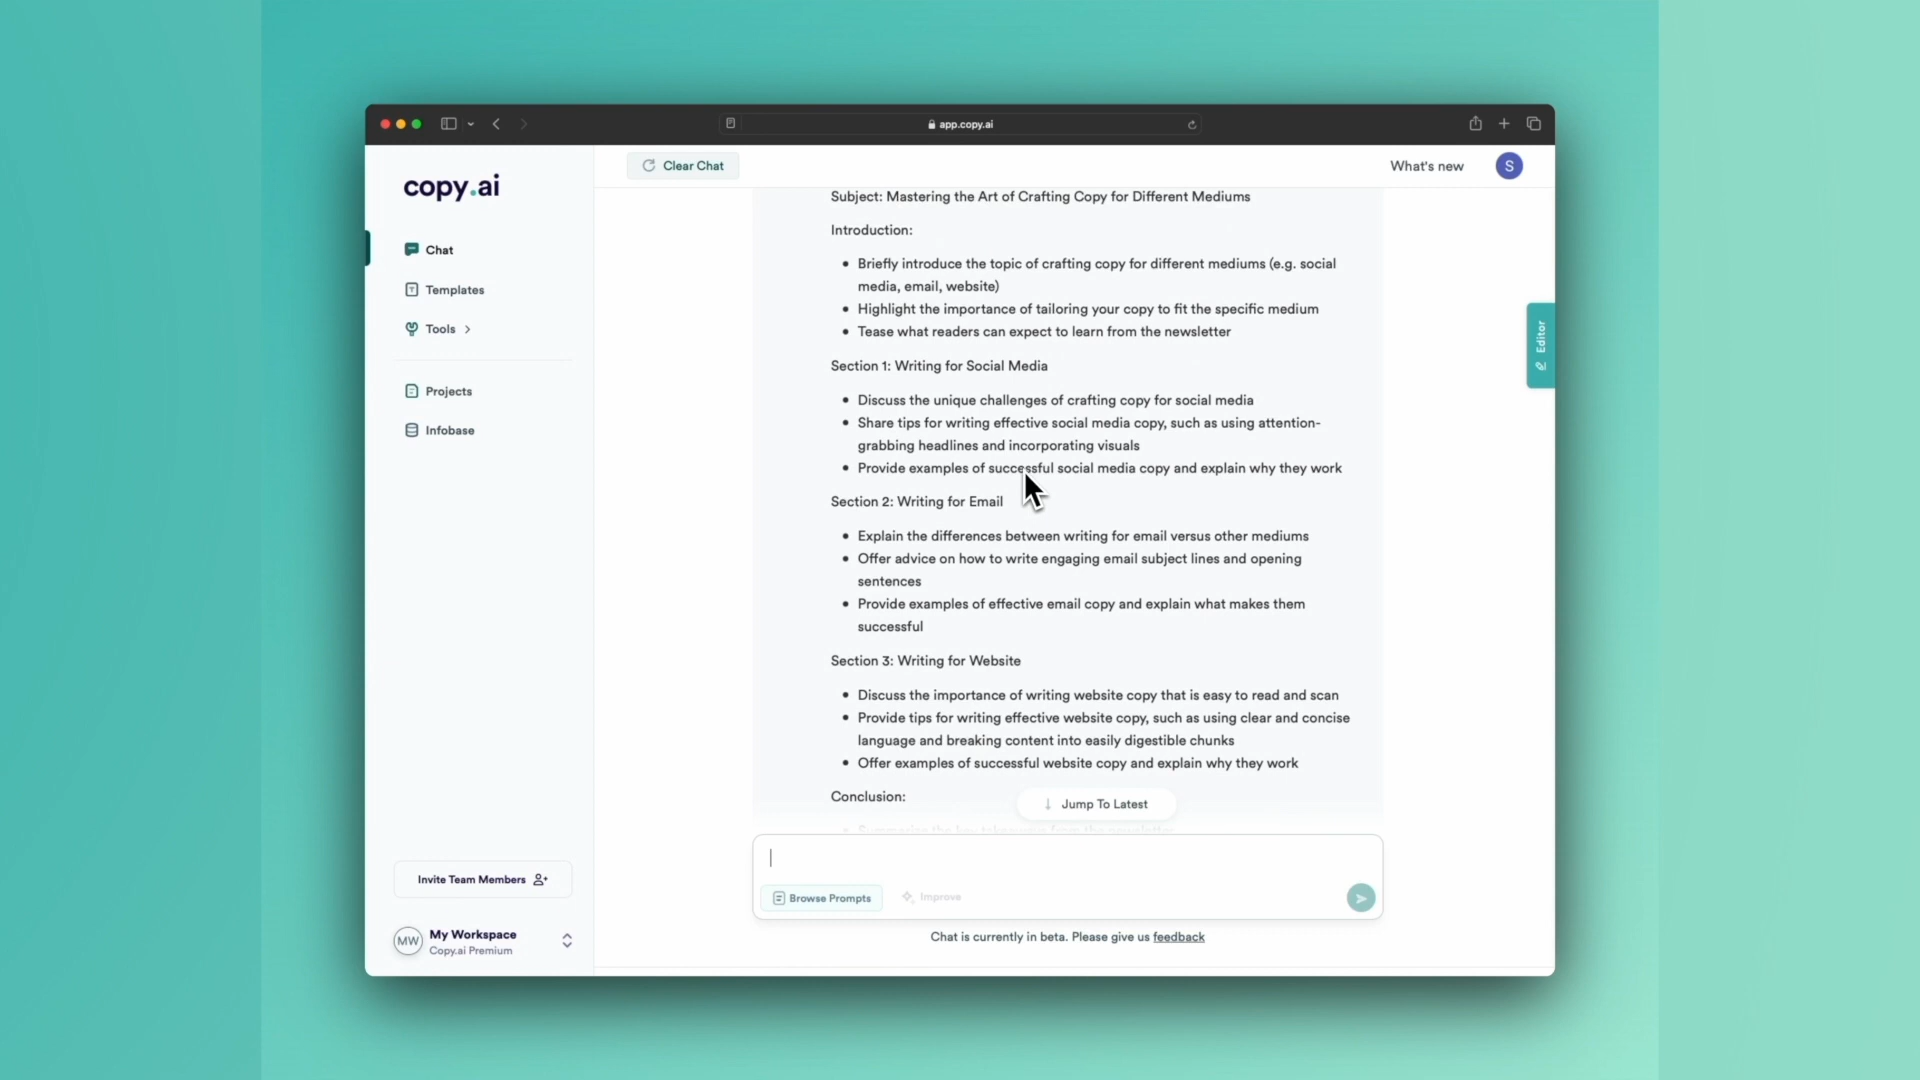 app.copy.ai
copy.ai
Chat
Templates
Tools
Projects
Infobase
Invite Team Members
MW
My Workspace
Copy.ai Premium
Clear Chat
What's new
S
Subject: Mastering the Art of Crafting Copy for Different Mediums
Introduction:
• Briefly introduce the topic of crafting copy for different mediums (e.g. social
media, email, website)
• Highlight the importance of tailoring your copy to fit the specific medium
• Tease what readers can expect to learn from the newsletter
Section 1: Writing for Social Media
• Discuss the unique challenges of crafting copy for social media
• Share tips for writing effective social media copy, such as using attention-
grabbing headlines and incorporating visuals
• Provide examples of successful social media copy and explain why they work
Section 2: Writing for Email
• Explain the differences between writing for email versus other mediums
• Offer advice on how to write engaging email subject lines and opening
sentences
• Provide examples of effective email copy and explain what makes them
successful
Section 3: Writing for Website
• Discuss the importance of writing website copy that is easy to read and scan
• Provide tips for writing effective website copy, such as using clear and concise
language and breaking content into easily digestible chunks
• Offer examples of successful website copy and explain why they work
Conclusion:
Jump To Latest
• Summarize the key takeaways from the newsletter
Browse Prompts
Improve
Chat is currently in beta. Please give us feedback
Editor